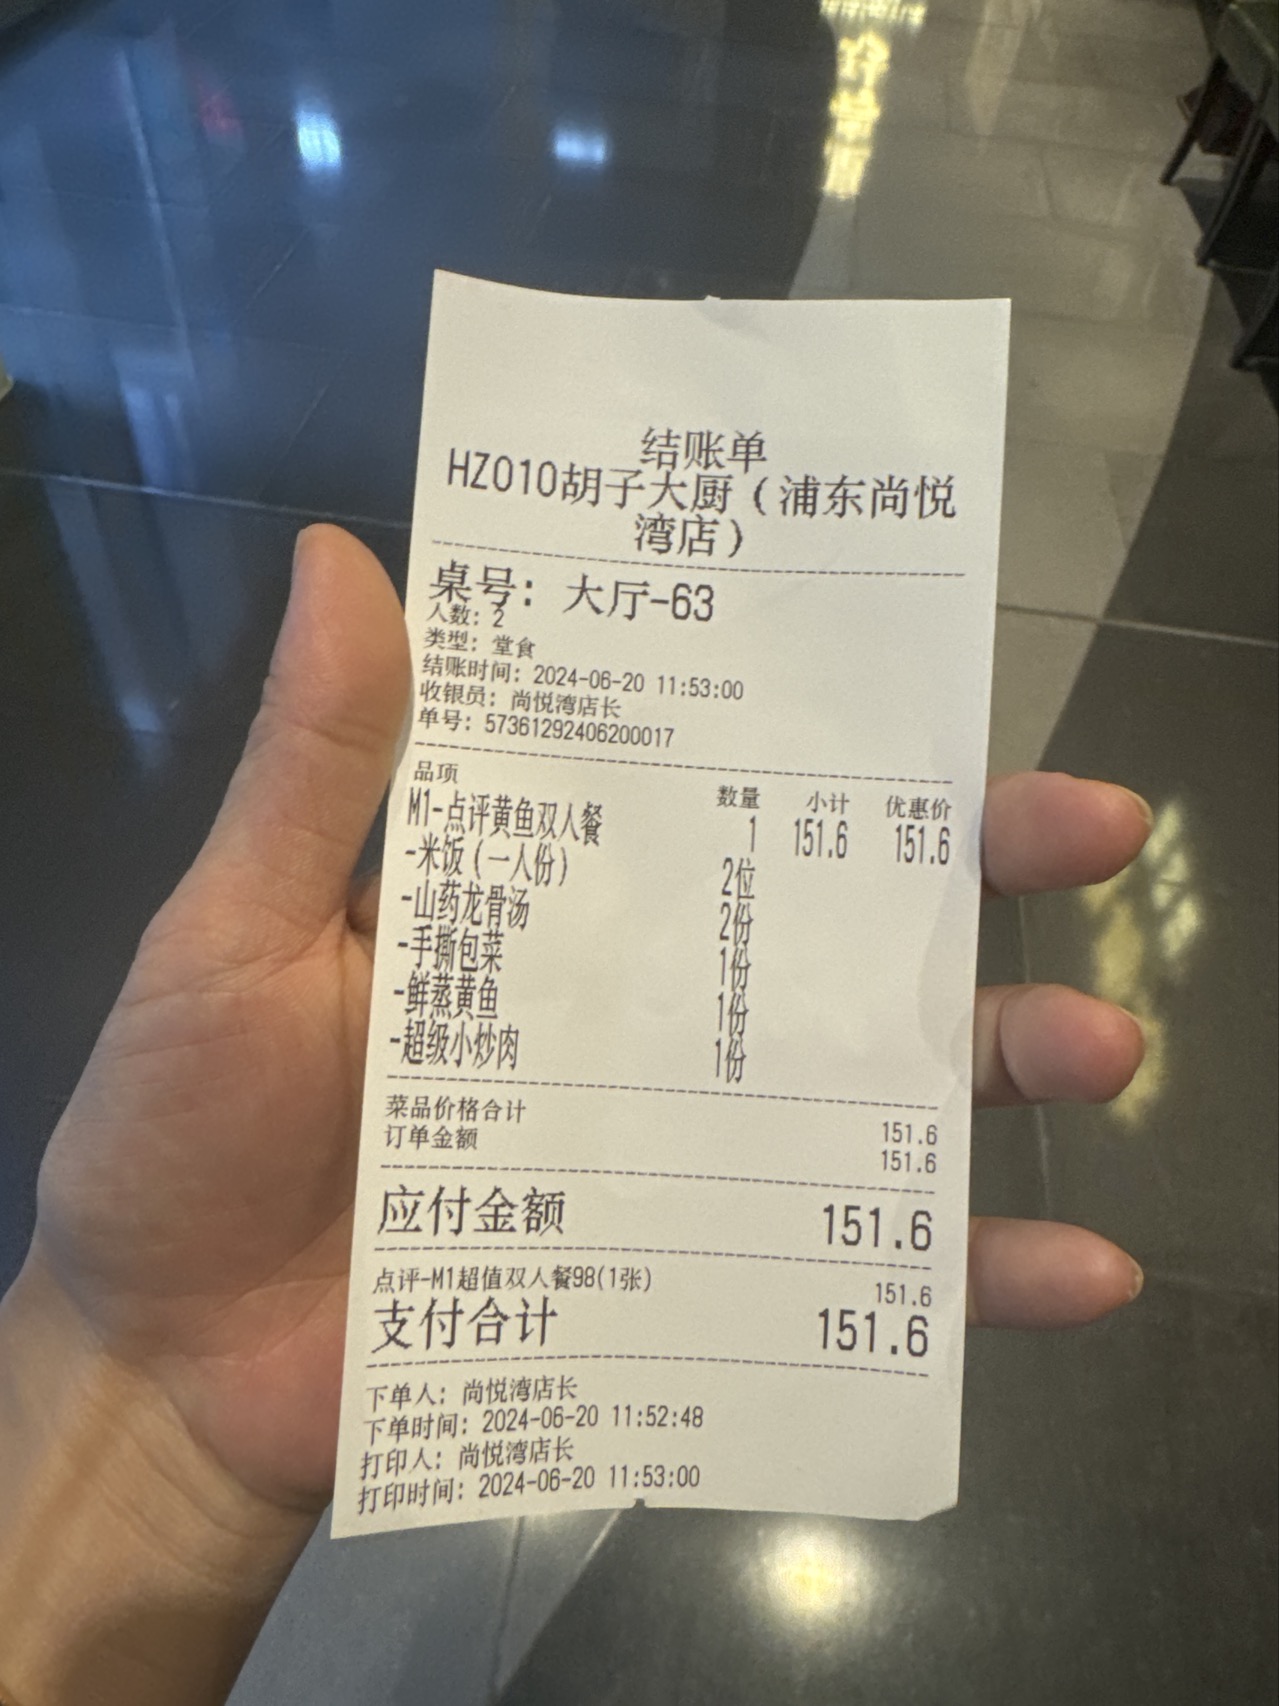 结账单
HZ010胡子大厨（浦东尚悦
湾店）
桌号：大厅-63
人数：2
类型：堂食
结账时间：2024-06-20 11:53:00
收银员：尚悦湾店长
单号：57361292406200017
品项 数量 小计 优惠价
M1-点评黄鱼双人餐 1 151.6 151.6
-米饭（一人份） 2位
-山药龙骨汤 2份
-手撕包菜 1份
-鲜蒸黄鱼 1份
-超级小炒肉 1份
菜品价格合计 151.6
订单金额 151.6
应付金额 151.6
点评-M1超值双人餐98(1张) 151.6
支付合计 151.6
下单人：尚悦湾店长
下单时间：2024-06-20 11:52:48
打印人：尚悦湾店长
打印时间：2024-06-20 11:53:00